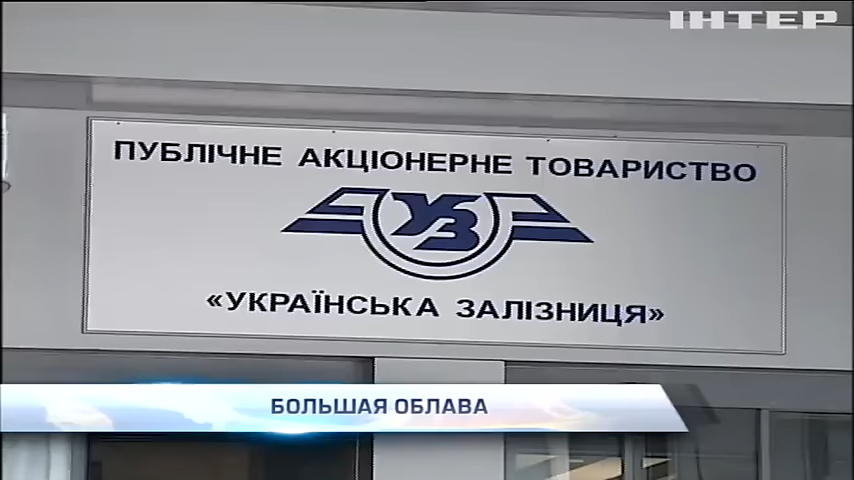 ІНТЕР
ПУБЛІЧНЕ АКЦІОНЕРНЕ ТОВАРИСТВО
УЗ
«УКРАЇНСЬКА ЗАЛІЗНИЦЯ»
БОЛЬШАЯ ОБЛАВА